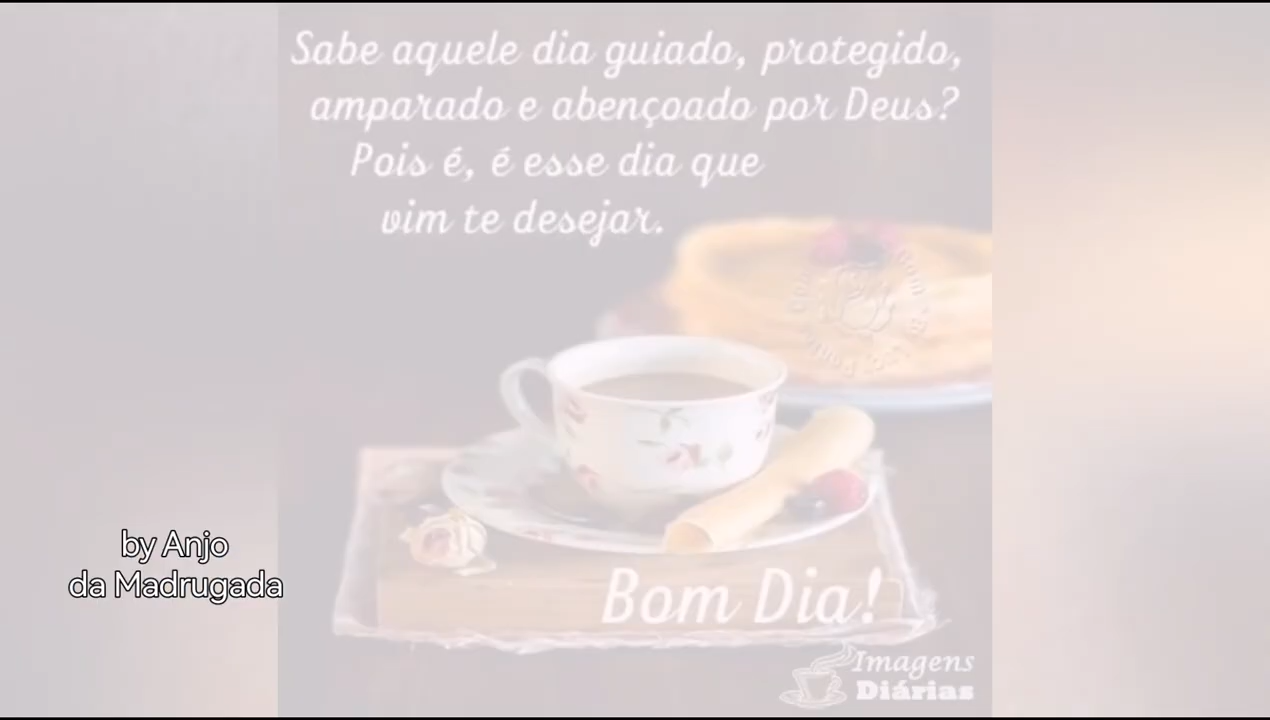 Sabe aquele dia guiado, protegido,
amparado e abençoado por Deus?
Pois é, é esse dia que
vim te desejar.
by Anjo
da Madrugada
Bom Dia!
Imagens
Diárias